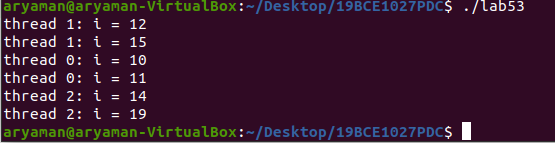 aryaman@aryaman-VirtualBox:~/Desktop/19BCE1027PDC$ ./lab53
thread 1: i = 12
thread 1: i = 15
thread 0: i = 10
thread 0: i = 11
thread 2: i = 14
thread 2: i = 19
aryaman@aryaman-VirtualBox:~/Desktop/19BCE1027PDC$